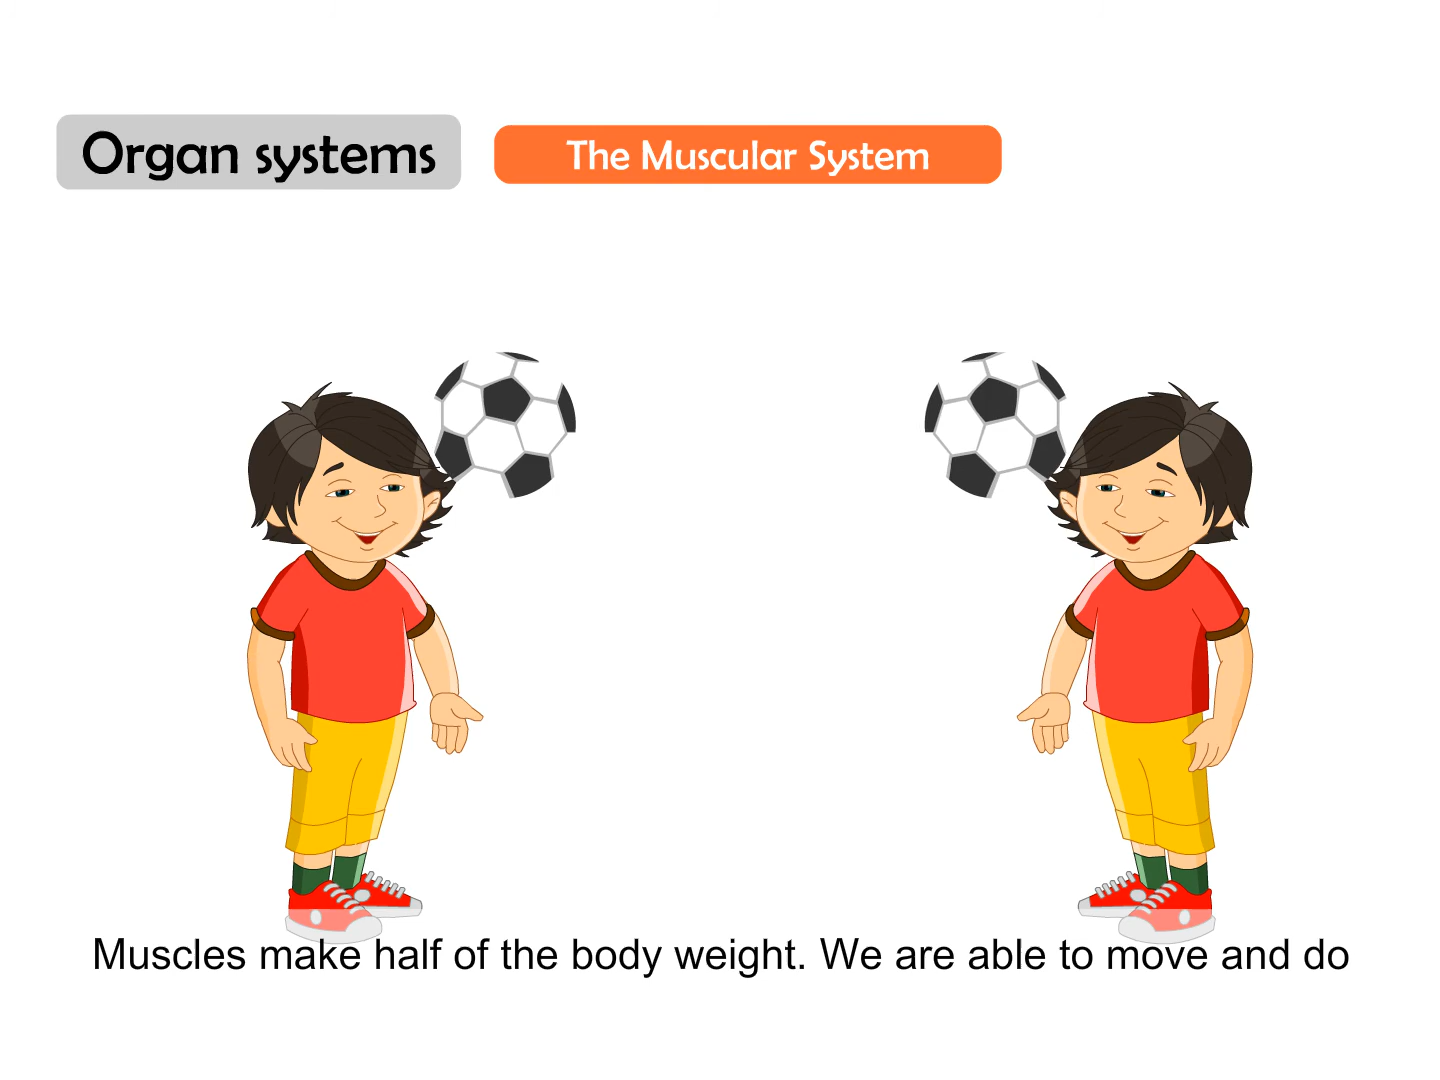 Organ systems
The Muscular System
Muscles make half of the body weight. We are able to move and do